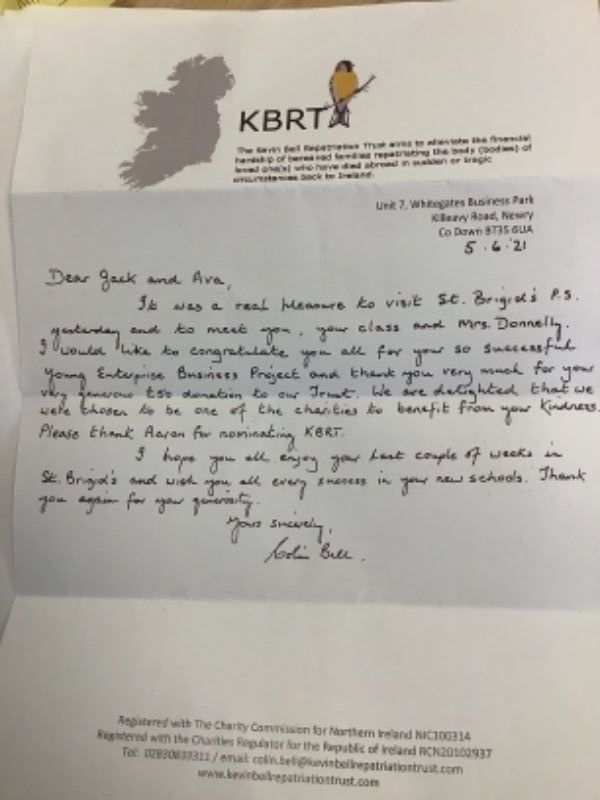 KBRT
The Kevin Bell Repatriation Trust aims to alleviate the financial
hardship of bereaved families repatriating the body (bodies) of
loved one(s) who have died abroad in sudden or tragic
circumstances back to Ireland.
Unit 7, Whitegates Business Park
Killeavy Road, Newry
Co Down BT35 6UA
5.6.'21
Dear Jack and Ava,
It was a real pleasure to visit St. Brigid's P.S.
yesterday and to meet you, your class and Mrs. Donnelly.
I would like to congratulate you all for your so successful
Young Enterprise Business Project and thank you very much for your
very generous £50 donation to our Trust. We are delighted that we
were chosen to be one of the charities to benefit from your kindness.
Please thank Aaron for nominating KBRT.
I hope you all enjoy your last couple of weeks in
St. Brigid's and wish you all every success in your new schools. Thank
you again for your generosity.
Yours sincerely,
Colin Bell.
Registered with The Charity Commission for Northern Ireland NIC100314
Registered with the Charities Regulator for the Republic of Ireland RCN20102937
Tel: / email: colin.bell@kevinbellrepatriationtrust.com
www.kevinbellrepatriationtrust.com